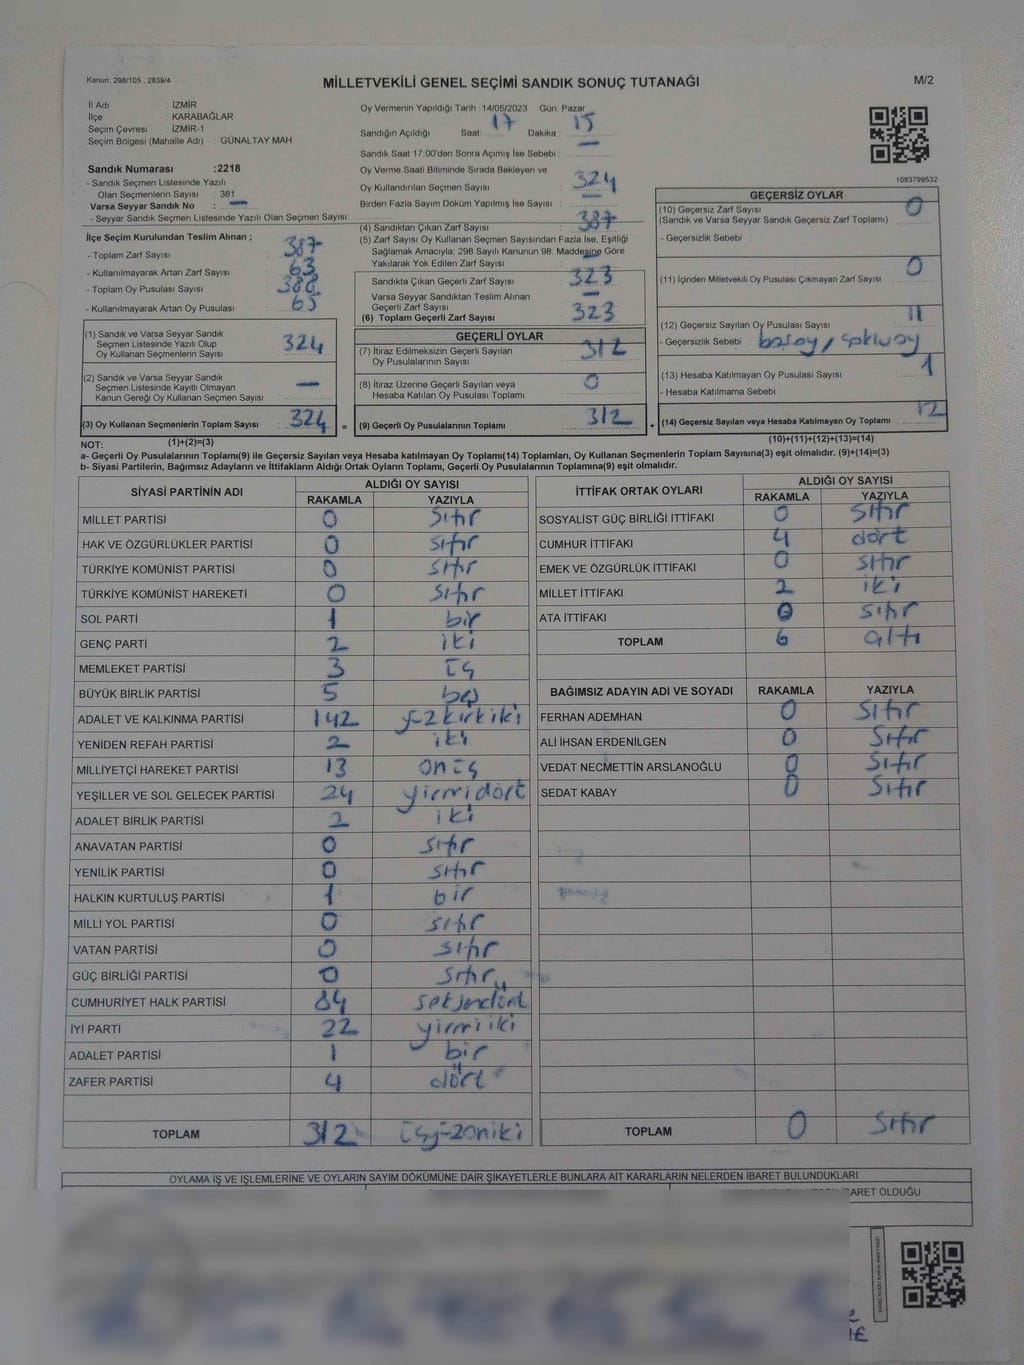 Kanun, 298/105 , 2839/4
MİLLETVEKİLİ GENEL SEÇİMİ SANDIK SONUÇ TUTANAĞI
M/2
İl Adı : İZMİR
İlçe : KARABAĞLAR
Seçim Çevresi : İZMİR-1
Seçim Bölgesi (Mahalle Adı) : GÜNALTAY MAH
Oy Vermenin Yapıldığı Tarih : 14/05/2023 Gün: Pazar
Sandığın Açıldığı Saat: 17 Dakika : 15
Sandık Saat 17:00'den Sonra Açımış İse Sebebi : —
Sandık Numarası :2218
- Sandık Seçmen Listesinde Yazılı
Olan Seçmenlerin Sayısı : 381
Varsa Seyyar Sandık No : —
- Seyyar Sandık Seçmen Listesinde Yazılı Olan Seçmen Sayısı:
Oy Verme Saati Bitiminde Sırada Bekleyen ve
Oy Kullandırılan Seçmen Sayısı : 324
Birden Fazla Sayım Döküm Yapılmış İse Sayısı : —
1083799532
İlçe Seçim Kurulundan Teslim Alınan ;
- Toplam Zarf Sayısı : 387
- Kullanılmayarak Artan Zarf Sayısı : 63
- Toplam Oy Pusulası Sayısı : 388
- Kullanılmayarak Artan Oy Pusulası : 65
(4) Sandıktan Çıkan Zarf Sayısı : 387
(5) Zarf Sayısı Oy Kullanan Seçmen Sayısından Fazla İse, Eşitliği
Sağlamak Amacıyla; 298 Sayılı Kanunun 98. Maddesine Göre
Yakılarak Yok Edilen Zarf Sayısı : —
Sandıkta Çıkan Geçerli Zarf Sayısı : 323
Varsa Seyyar Sandıktan Teslim Alınan
Geçerli Zarf Sayısı : —
(6) Toplam Geçerli Zarf Sayısı : 323
GEÇERSİZ OYLAR
(10) Geçersiz Zarf Sayısı : 0
(Sandık ve Varsa Seyyar Sandık Geçersiz Zarf Toplamı)
- Geçersizlik Sebebi :
(11) İçinden Milletvekili Oy Pusulası Çıkmayan Zarf Sayısı : 0
(12) Geçersiz Sayılan Oy Pusulası Sayısı : 11
- Geçersizlik Sebebi : boşoy,
(13) Hesaba Katılmayan Oy Pusulası Sayısı : 1
- Hesaba Katılmama Sebebi :
(14) Geçersiz Sayılan veya Hesaba Katılmayan Oy Toplamı : 12
(1) Sandık ve Varsa Seyyar Sandık
Seçmen Listesinde Yazılı Olup
Oy Kullanan Seçmenlerin Sayısı : 324
(2) Sandık ve Varsa Seyyar Sandık
Seçmen Listesinde Kayıtlı Olmayan
Kanun Gereği Oy Kullanan Seçmen Sayısı : —
(3) Oy Kullanan Seçmenlerin Toplam Sayısı : 324 =
GEÇERLİ OYLAR
(7) İtiraz Edilmeksizin Geçerli Sayılan
Oy Pusulalarının Sayısı : 312
(8) İtiraz Üzerine Geçerli Sayılan veya
Hesaba Katılan Oy Pusulası Toplamı : 0
(9) Geçerli Oy Pusulalarının Toplamı : 312 +
NOT: (1)+(2)=(3) (10)+(11)+(12)+(13)=(14)
a- Geçerli Oy Pusulalarının Toplamı(9) ile Geçersiz Sayılan veya Hesaba katılmayan Oy Toplamı(14) Toplamları, Oy Kullanan Seçmenlerin Toplam Sayısına(3) eşit olmalıdır. (9)+(14)=(3)
b- Siyasi Partilerin, Bağımsız Adayların ve İttifakların Aldığı Ortak Oyların Toplamı, Geçerli Oy Pusulalarının Toplamına(9) eşit olmalıdır.
SİYASİ PARTİNİN ADI ALDIĞI OY SAYISI
RAKAMLA YAZIYLA
MİLLET PARTİSİ 0 sıfır
HAK VE ÖZGÜRLÜKLER PARTİSİ 0 sıfır
TÜRKİYE KOMÜNİST PARTİSİ 0 sıfır
TÜRKİYE KOMÜNİST HAREKETİ 0 sıfır
SOL PARTİ 1 bir
GENÇ PARTİ 2 iki
MEMLEKET PARTİSİ 3 üç
BÜYÜK BİRLİK PARTİSİ 5 beş
ADALET VE KALKINMA PARTİSİ 142 yüzkırkiki
YENİDEN REFAH PARTİSİ 2 iki
MİLLİYETÇİ HAREKET PARTİSİ 13 onüç
YEŞİLLER VE SOL GELECEK PARTİSİ 24 yirmidört
ADALET BİRLİK PARTİSİ 2 iki
ANAVATAN PARTİSİ 0 sıfır
YENİLİK PARTİSİ 0 sıfır
HALKIN KURTULUŞ PARTİSİ 1 bir
MİLLİ YOL PARTİSİ 0 sıfır
VATAN PARTİSİ 0 sıfır
GÜÇ BİRLİĞİ PARTİSİ 0 sıfır
CUMHURİYET HALK PARTİSİ 84 seksendört
İYİ PARTİ 22 yirmiiki
ADALET PARTİSİ 1 bir
ZAFER PARTİSİ 4 dört
TOPLAM 312 üçyüzoniki
İTTİFAK ORTAK OYLARI ALDIĞI OY SAYISI
RAKAMLA YAZIYLA
SOSYALİST GÜÇ BİRLİĞİ İTTİFAKI 0 sıfır
CUMHUR İTTİFAKI 4 dört
EMEK VE ÖZGÜRLÜK İTTİFAKI 0 sıfır
MİLLET İTTİFAKI 2 iki
ATA İTTİFAKI 0 sıfır
TOPLAM 6 altı
BAĞIMSIZ ADAYIN ADI VE SOYADI RAKAMLA YAZIYLA
FERHAN ADEMHAN 0 sıfır
ALİ İHSAN ERDENİLGEN 0 sıfır
VEDAT NECMETTİN ARSLANOĞLU 0 sıfır
SEDAT KABAY 0 sıfır
TOPLAM 0 sıfır
OYLAMA İŞ VE İŞLEMLERİNE VE OYLARIN SAYIM DÖKÜMÜNE DAİR ŞİKAYETLERLE BUNLARA AİT KARARLARIN NELERDEN İBARET BULUNDUKLARI
OLDUĞU